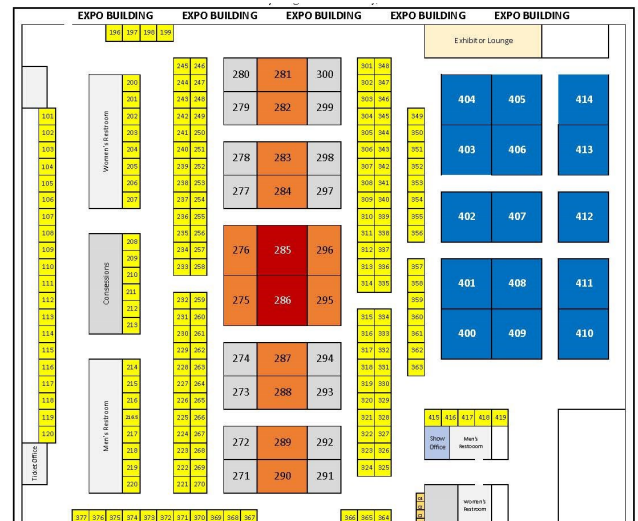 EXPO BUILDING EXPO BUILDING EXPO BUILDING EXPO BUILDING EXPO BUILDING
196 197 198 199
Exhibitor Lounge
245 246 280 281 300 301 348
200 244 247 302 347 404 405 414
201 243 248 279 282 299 303 346
101 202 242 249 304 345 349
102 203 241 250 305 344 350
103 Women's Restroom 204 240 251 278 283 298 306 343 351 403 406 413
104 205 239 252 307 342 352
105 206 238 253 277 284 297 308 341 353
106 207 237 254 309 340 354
107 236 255 310 339 355 402 407 412
108 235 256 311 338 356
109 208 234 257 276 285 296 312 337
110 209 233 258 313 336 357
111 Consessions 210 314 335 358 401 408 411
112 211 232 259 275 286 295 359
113 212 231 260 315 334 360
114 213 230 261 316 333 361 400 409 410
115 229 262 274 287 294 317 332 362
116 214 228 263 318 331 363
117 215 227 264 273 288 293 319 330
118 216 226 265 320 329
119 Men's Restroom 225 266 321 328 415 416 417 418 419
120 217 224 267 272 289 292 322 327 Show Office Men's Restooom
218 223 268 323 326
Ticket Office 219 222 269 271 290 291 324 325
220 221 270
Women's Restroom
377 376 375 374 373 372 371 370 369 368 367 366 365 364